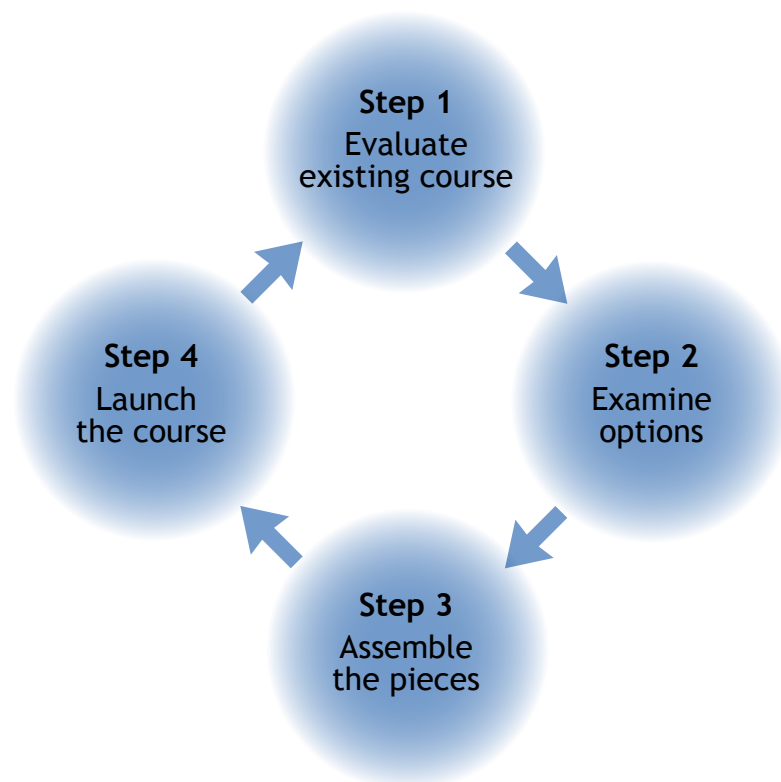 Step 1
Evaluate
existing course
Step 2
Examine
options
Step 3
Assemble
the pieces
Step 4
Launch
the course